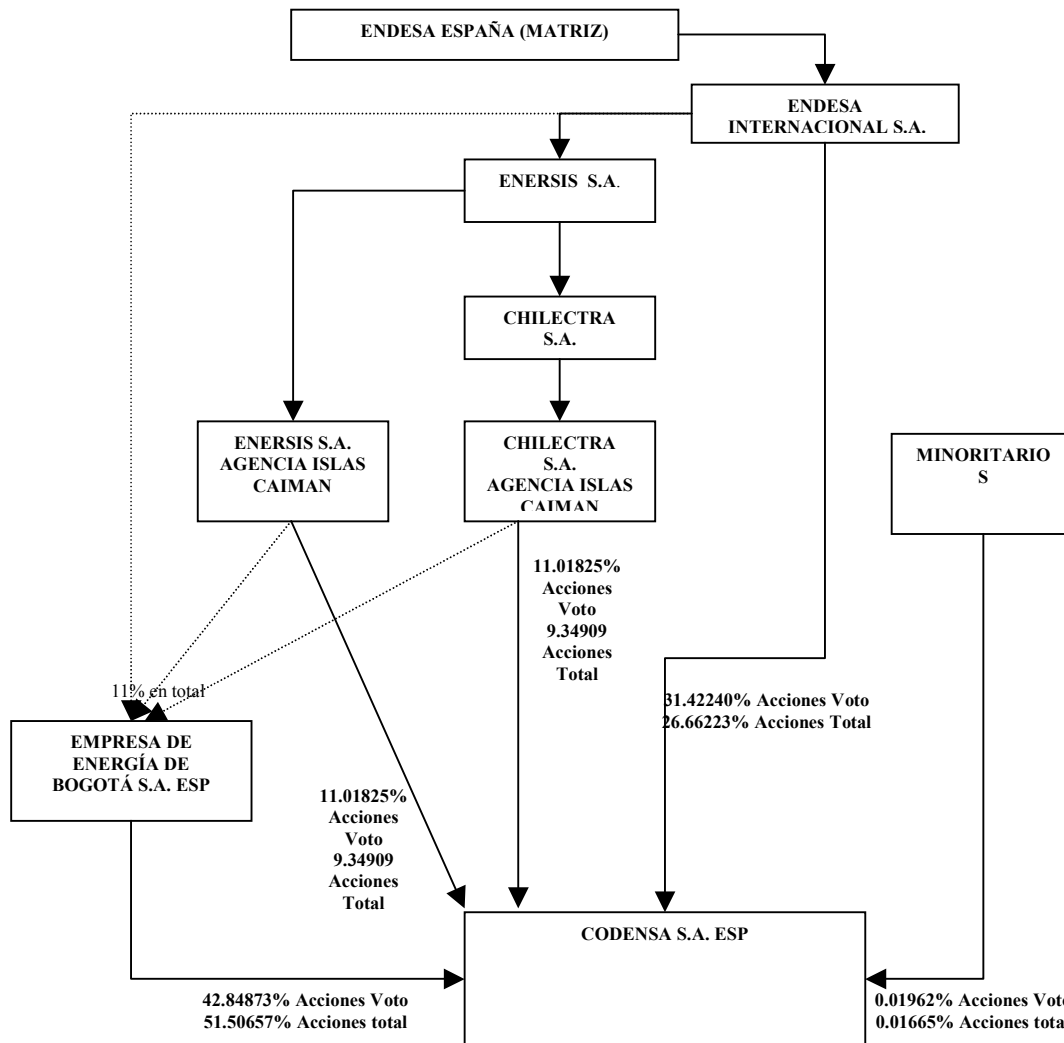 ENDESA ESPAÑA (MATRIZ)
ENDESA
INTERNACIONAL S.A.
ENERSIS S.A.
CHILECTRA
S.A.
ENERSIS S.A.
AGENCIA ISLAS
CAIMAN
CHILECTRA
S.A.
AGENCIA ISLAS
CAIMAN
MINORITARIO
S
11.01825%
Acciones
Voto
9.34909
Acciones
Total
11% en total
31.42240% Acciones Voto
26.66223% Acciones Total
EMPRESA DE
ENERGÍA DE
BOGOTÁ S.A. ESP
11.01825%
Acciones
Voto
9.34909
Acciones
Total
CODENSA S.A. ESP
42.84873% Acciones Voto
51.50657% Acciones total
0.01962% Acciones Voto
0.01665% Acciones total